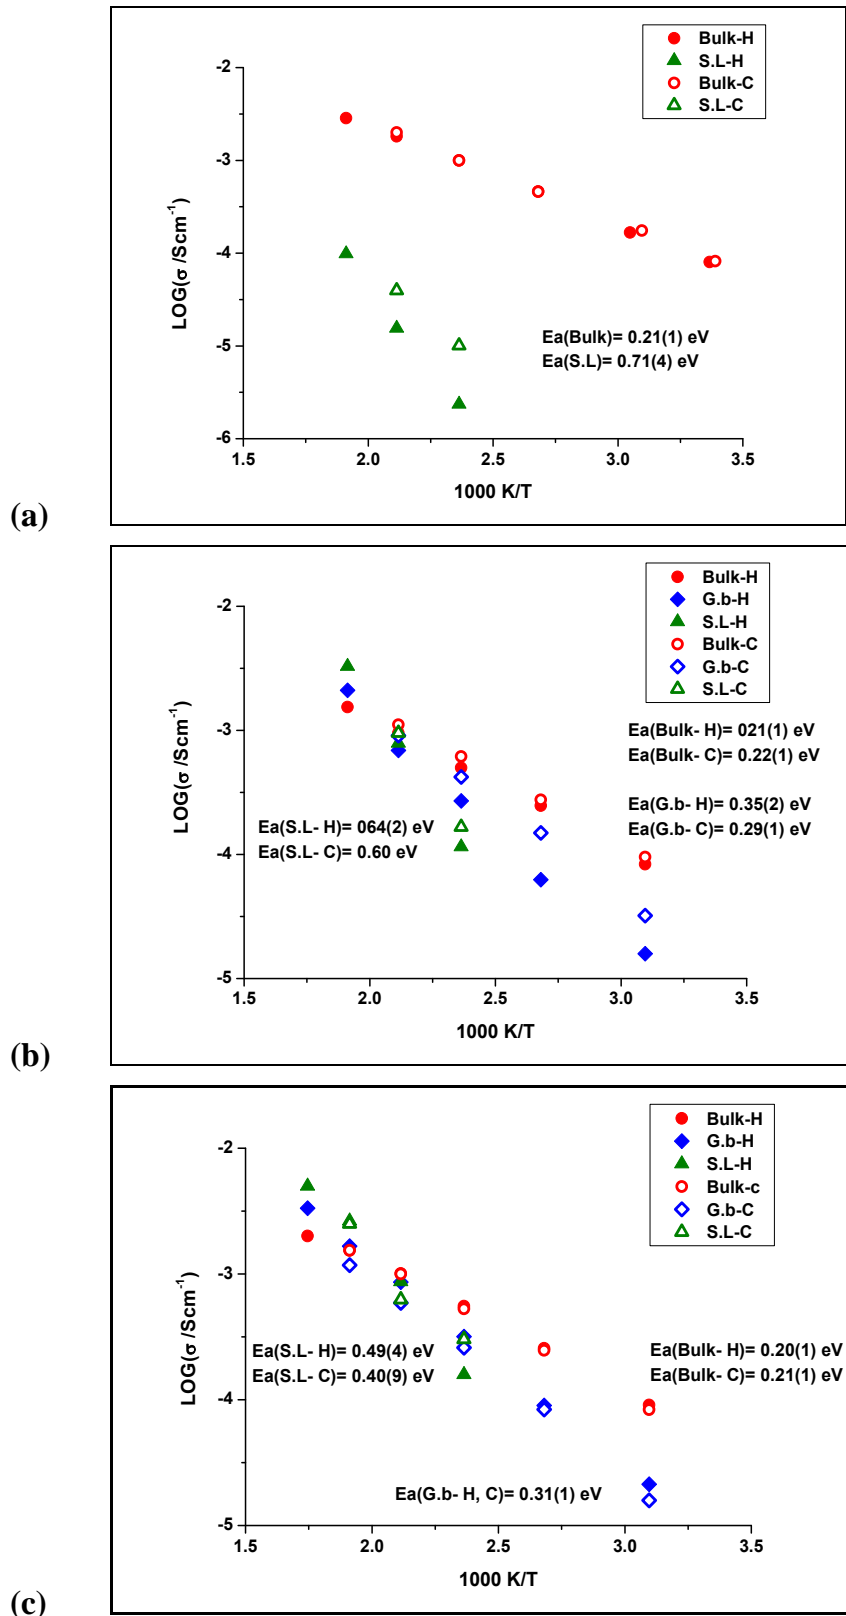 Bulk-H
S.L-H
Bulk-C
S.L-C
-2
-3
-4
-5
-6
LOG(σ /Scm⁻¹)
Ea(Bulk)= 0.21(1) eV
Ea(S.L)= 0.71(4) eV
1.5 2.0 2.5 3.0 3.5
1000 K/T
(a)
Bulk-H
G.b-H
S.L-H
Bulk-C
G.b-C
S.L-C
-2
-3
-4
-5
LOG(σ /Scm⁻¹)
Ea(Bulk- H)= 021(1) eV
Ea(Bulk- C)= 0.22(1) eV
Ea(G.b- H)= 0.35(2) eV
Ea(G.b- C)= 0.29(1) eV
Ea(S.L- H)= 064(2) eV
Ea(S.L- C)= 0.60 eV
1.5 2.0 2.5 3.0 3.5
1000 K/T
(b)
Bulk-H
G.b-H
S.L-H
Bulk-c
G.b-C
S.L-C
-2
-3
-4
-5
LOG(σ /Scm⁻¹)
Ea(S.L- H)= 0.49(4) eV
Ea(S.L- C)= 0.40(9) eV
Ea(Bulk- H)= 0.20(1) eV
Ea(Bulk- C)= 0.21(1) eV
Ea(G.b- H, C)= 0.31(1) eV
1.5 2.0 2.5 3.0 3.5
1000 K/T
(c)